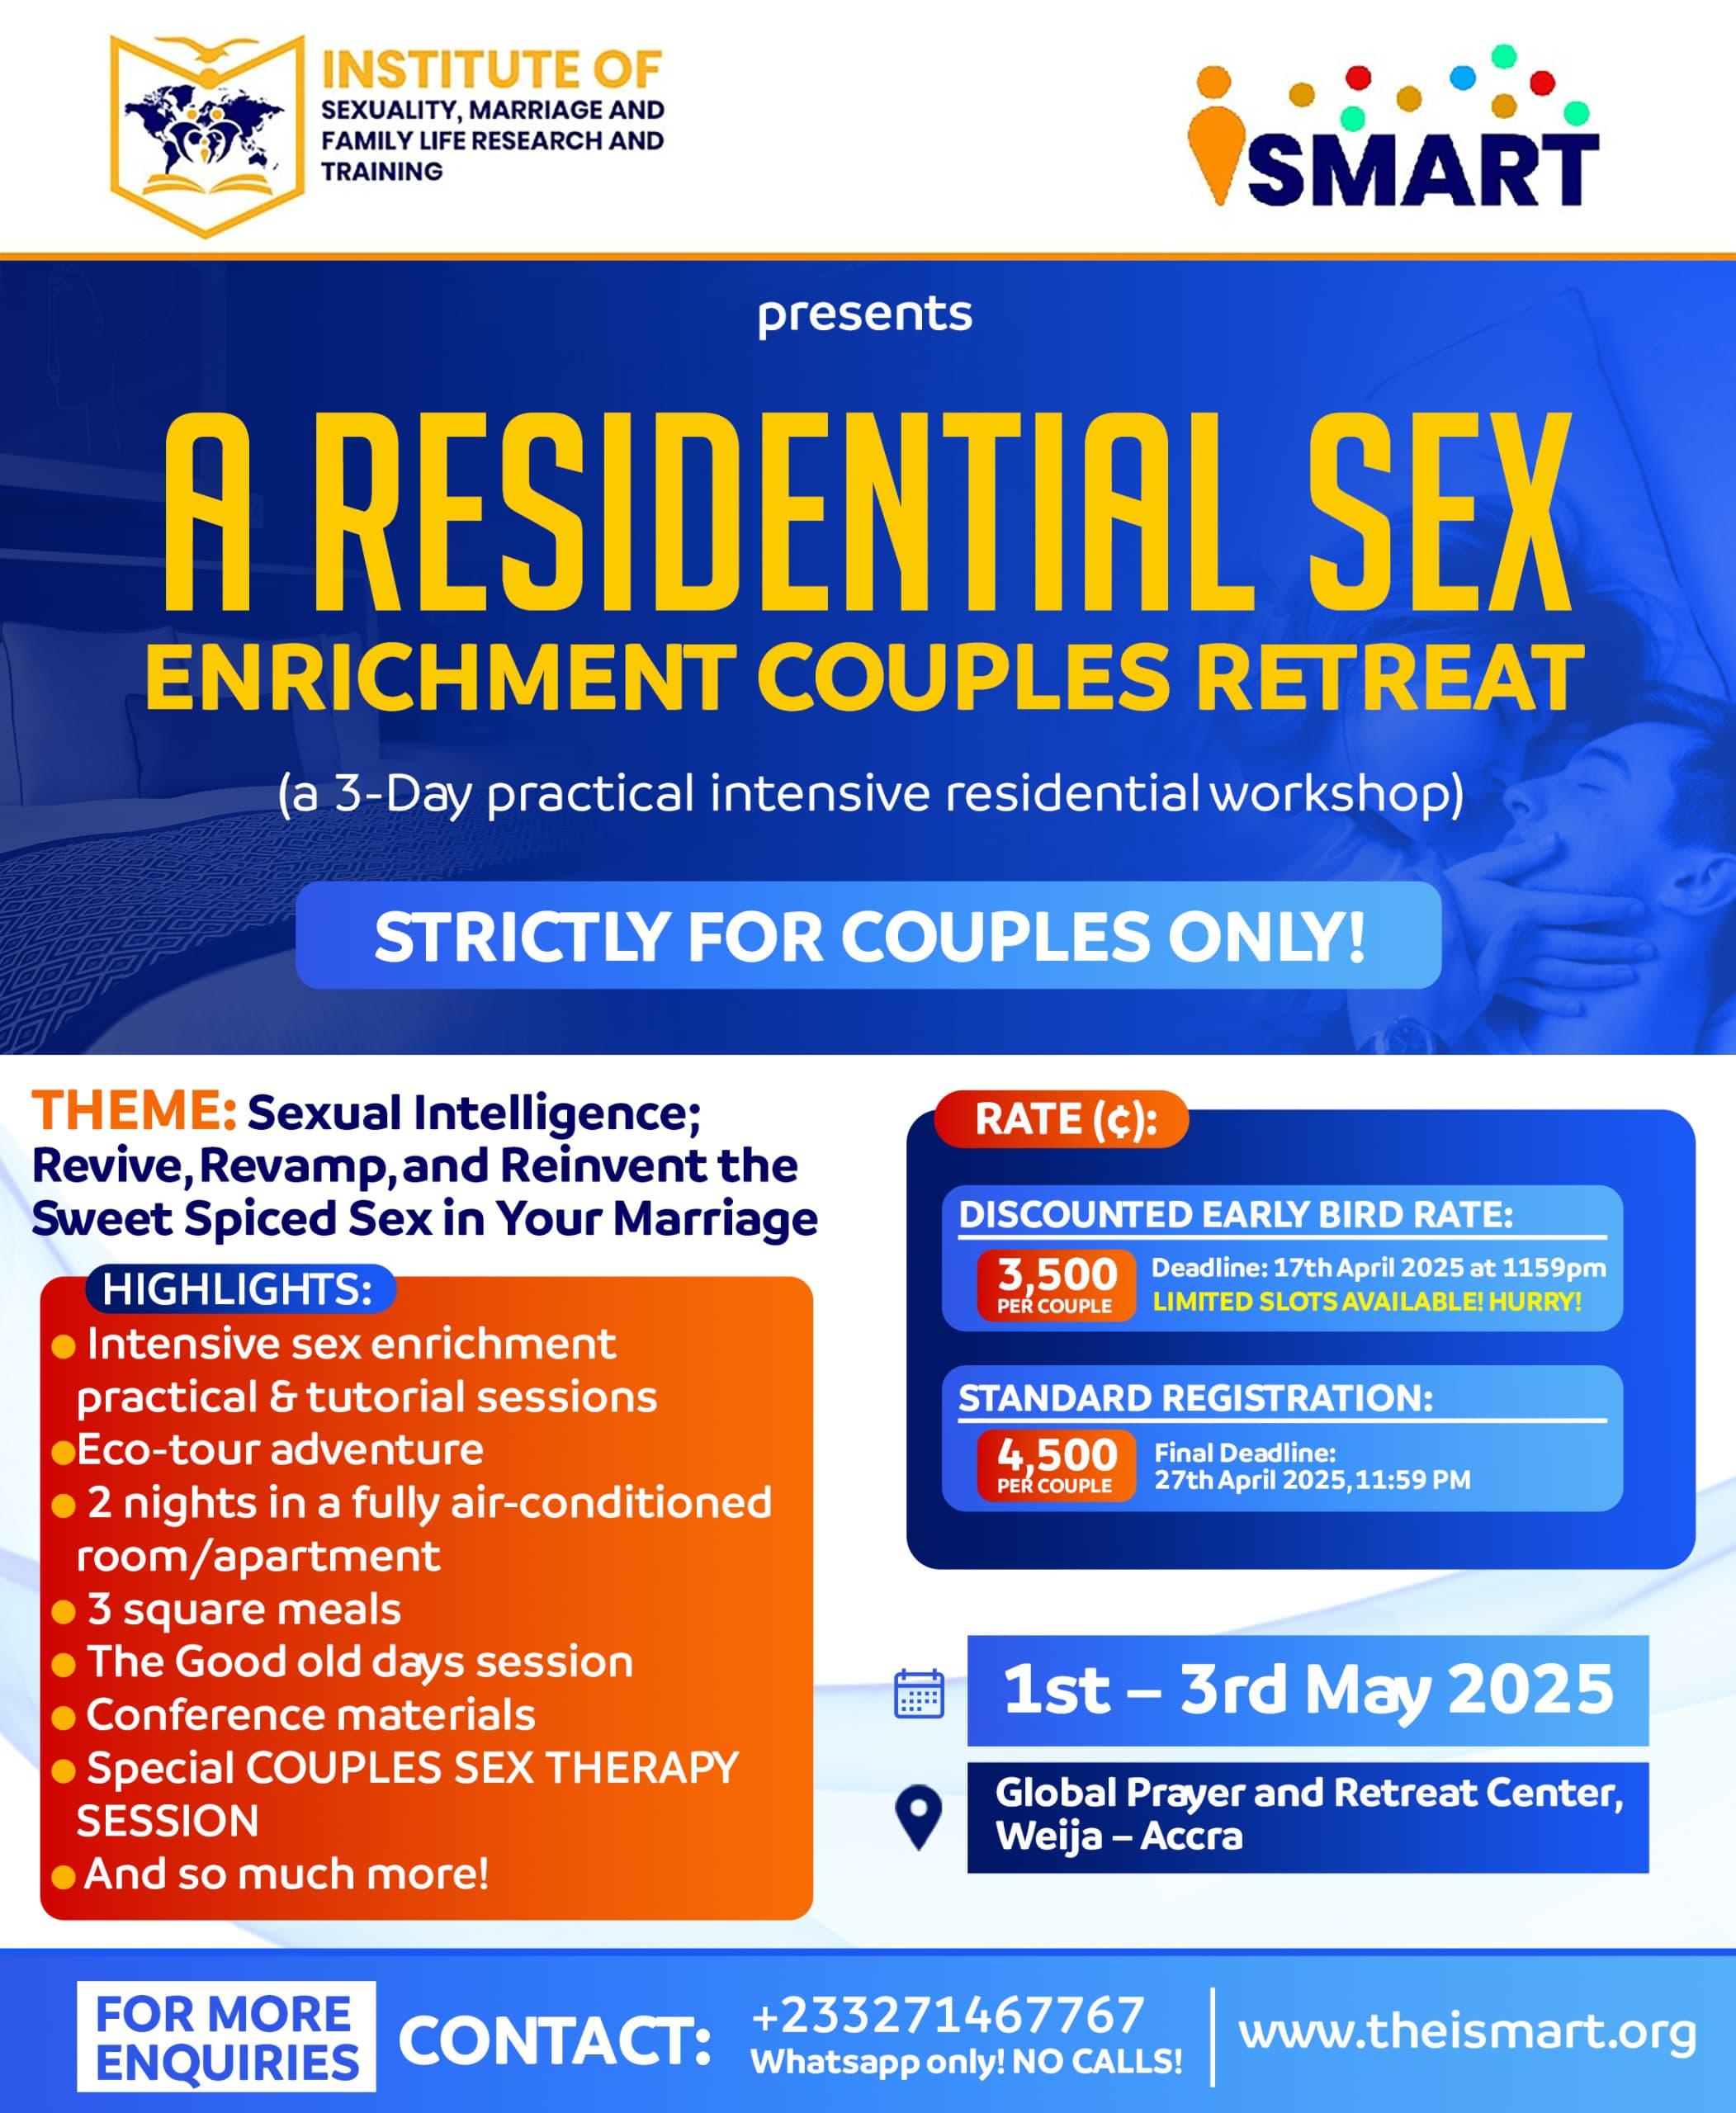 INSTITUTE OF
SEXUALITY, MARRIAGE AND
FAMILY LIFE RESEARCH AND
TRAINING
iSMART
presents
A RESIDENTIAL SEX
ENRICHMENT COUPLES RETREAT
(a 3-Day practical intensive residential workshop)
STRICTLY FOR COUPLES ONLY!
THEME: Sexual Intelligence;
Revive, Revamp, and Reinvent the
Sweet Spiced Sex in Your Marriage
HIGHLIGHTS:
● Intensive sex enrichment
practical & tutorial sessions
● Eco-tour adventure
● 2 nights in a fully air-conditioned
room/apartment
● 3 square meals
● The Good old days session
● Conference materials
● Special COUPLES SEX THERAPY
SESSION
● And so much more!
RATE (¢):
DISCOUNTED EARLY BIRD RATE:
3,500
PER COUPLE
Deadline: 17th April 2025 at 1159pm
LIMITED SLOTS AVAILABLE! HURRY!
STANDARD REGISTRATION:
4,500
PER COUPLE
Final Deadline:
27th April 2025, 11:59 PM
1st – 3rd May 2025
Global Prayer and Retreat Center,
Weija – Accra
FOR MORE
ENQUIRIES
CONTACT:
+233271467767
Whatsapp only! NO CALLS!
www.theismart.org